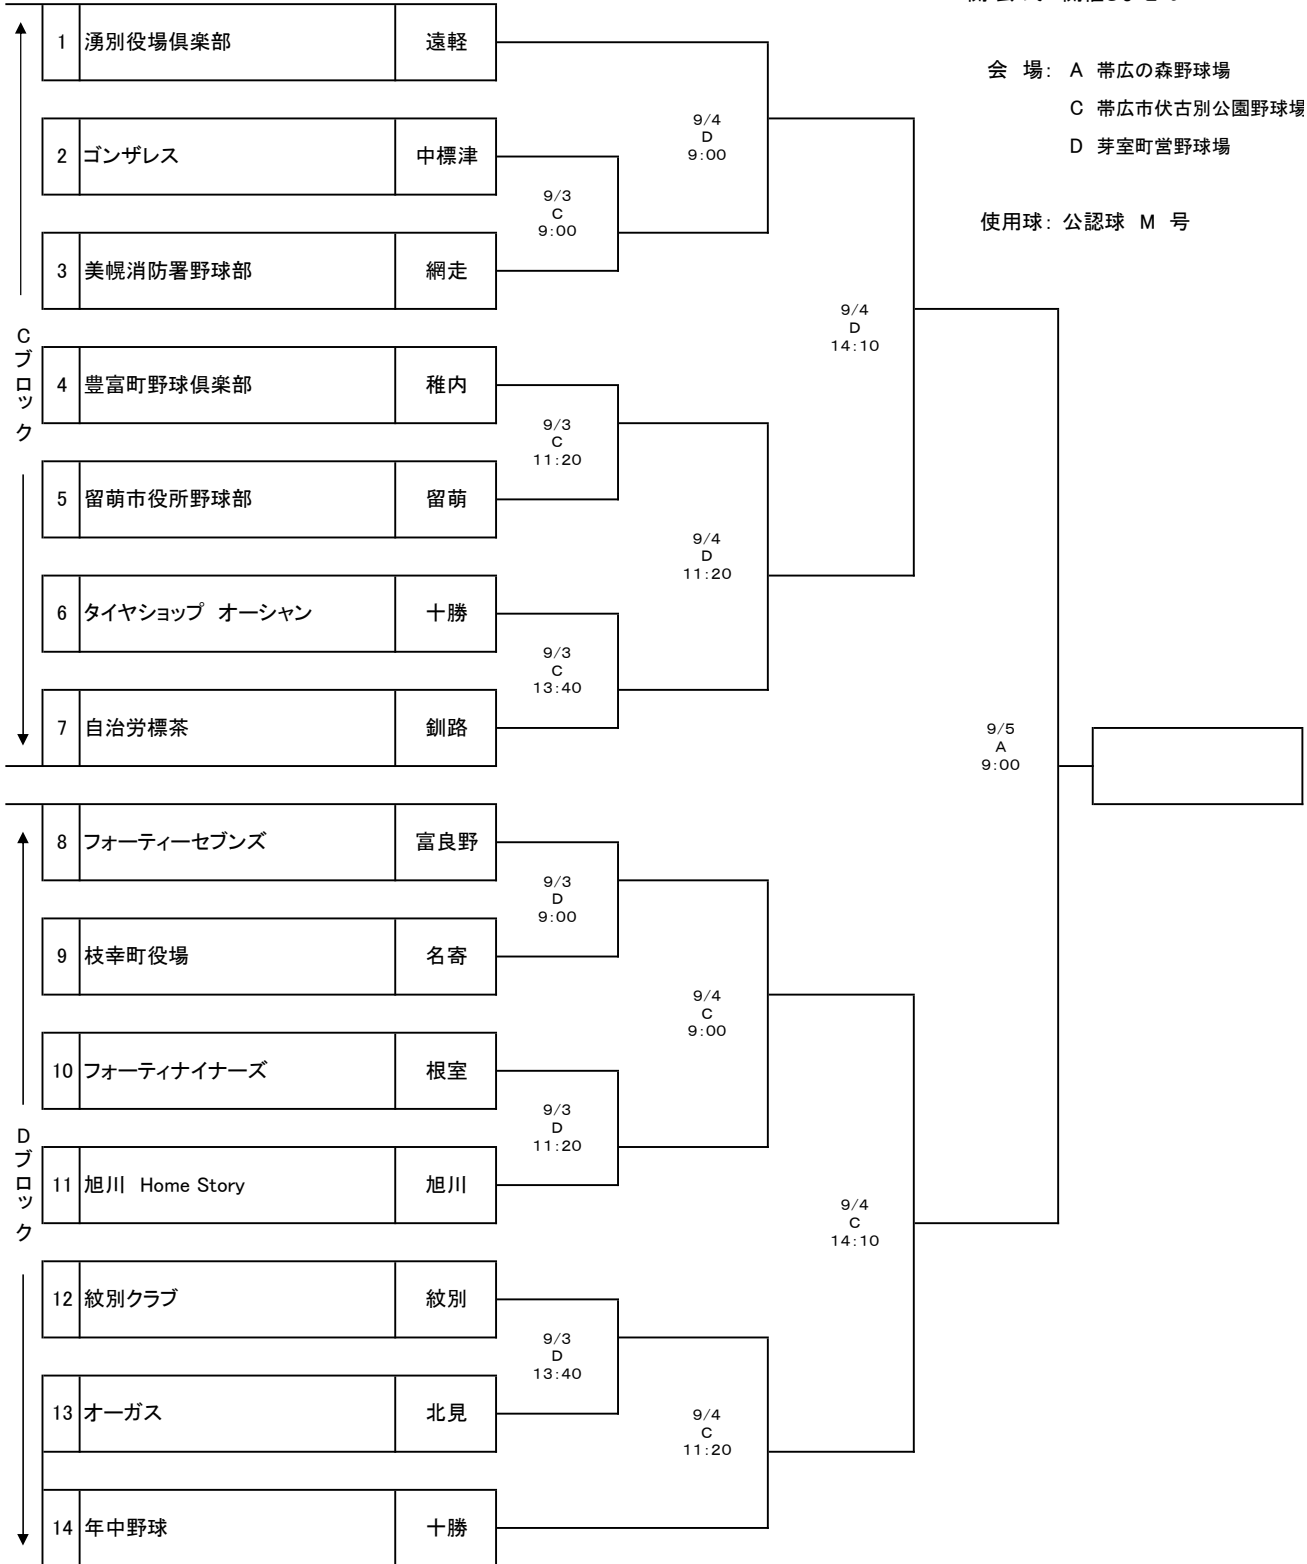 会 場： A 帯広の森野球場
C 帯広市伏古別公園野球場
D 芽室町営野球場
使用球： 公認球 M 号
Cブロック
1 湧別役場倶楽部 遠軽
2 ゴンザレス 中標津
3 美幌消防署野球部 網走
4 豊富町野球倶楽部 稚内
5 留萌市役所野球部 留萌
6 タイヤショップ オーシャン 十勝
7 自治労標茶 釧路
9/3
C
9:00
9/3
C
11:20
9/3
C
13:40
9/4
D
9:00
9/4
D
11:20
9/4
D
14:10
Dブロック
8 フォーティーセブンズ 富良野
9 枝幸町役場 名寄
10 フォーティナイナーズ 根室
11 旭川 Home Story 旭川
12 紋別クラブ 紋別
13 オーガス 北見
14 年中野球 十勝
9/3
D
9:00
9/3
D
11:20
9/3
D
13:40
9/4
C
9:00
9/4
C
11:20
9/4
C
14:10
9/5
A
9:00